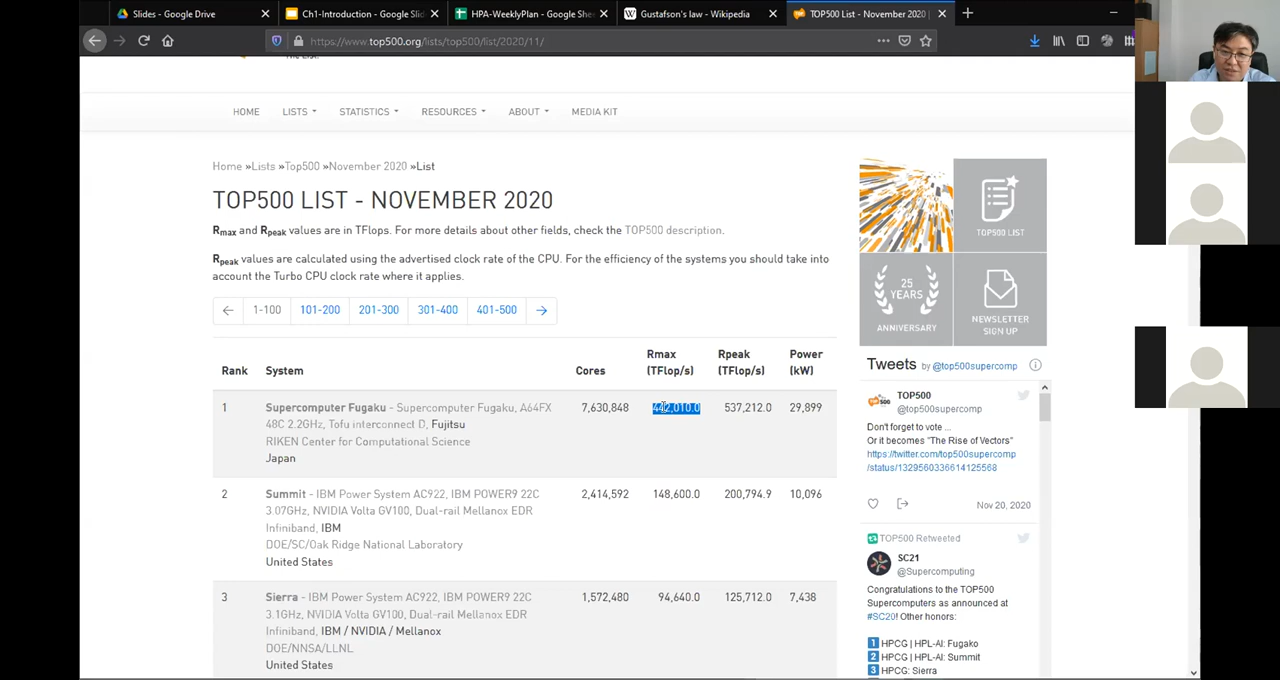 Slides - Google Drive
Ch1-Introduction - Google Slid
HPA-WeeklyPlan - Google She
Gustafson's law - Wikipedia
TOP500 List - November 2020 |
https://www.top500.org/lists/top500/list/2020/11/
HOME
LISTS
STATISTICS
RESOURCES
ABOUT
MEDIA KIT
Home »Lists »Top500 »November 2020 »List
TOP500 LIST - NOVEMBER 2020
Rmax and Rpeak values are in TFlops. For more details about other fields, check the TOP500 description.
Rpeak values are calculated using the advertised clock rate of the CPU. For the efficiency of the systems you should take into
account the Turbo CPU clock rate where it applies.
← 1-100 101-200 201-300 301-400 401-500 →
Rank System Cores Rmax (TFlop/s) Rpeak (TFlop/s) Power (kW)
1 Supercomputer Fugaku - Supercomputer Fugaku, A64FX 7,630,848 442,010.0 537,212.0 29,899
48C 2.2GHz, Tofu interconnect D, Fujitsu
RIKEN Center for Computational Science
Japan
2 Summit - IBM Power System AC922, IBM POWER9 22C 2,414,592 148,600.0 200,794.9 10,096
3.07GHz, NVIDIA Volta GV100, Dual-rail Mellanox EDR
Infiniband, IBM
DOE/SC/Oak Ridge National Laboratory
United States
3 Sierra - IBM Power System AC922, IBM POWER9 22C 1,572,480 94,640.0 125,712.0 7,438
3.1GHz, NVIDIA Volta GV100, Dual-rail Mellanox EDR
Infiniband, IBM / NVIDIA / Mellanox
DOE/NNSA/LLNL
United States
TOP500 LIST
25
YEARS
ANNIVERSARY
NEWSLETTER
SIGN UP
Tweets by @top500supercomp
TOP500
@top500supercomp
Don't forget to vote ...
Or it becomes "The Rise of Vectors"
https://twitter.com/top500supercomp
/status/1329560336614125568
Nov 20, 2020
TOP500 Retweeted
SC21
@Supercomputing
Congratulations to the TOP500
Supercomputers as announced at
#SC20! Other honors:
1 HPCG | HPL-AI: Fugako
2 HPCG | HPL-AI: Summit
3 HPCG: Sierra